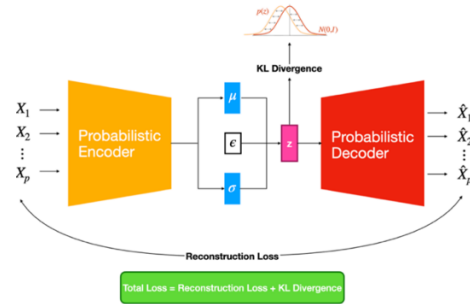 p(z)
N(0,I)
KL Divergence
X₁
X₂
⋮
Xₚ
Probabilistic
Encoder
μ
ϵ
σ
z
Probabilistic
Decoder
X̂₁
X̂₂
⋮
X̂ₚ
Reconstruction Loss
Total Loss = Reconstruction Loss + KL Divergence